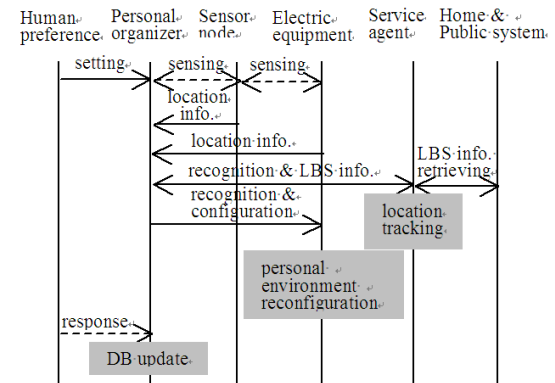 Human preference
Personal organizer
Sensor node
Electric equipment
Service agent
Home & Public system
setting
sensing
sensing
location info.
location info.
recognition & LBS info.
LBS info. retrieving
recognition & configuration
location tracking
personal environment reconfiguration
response
DB update